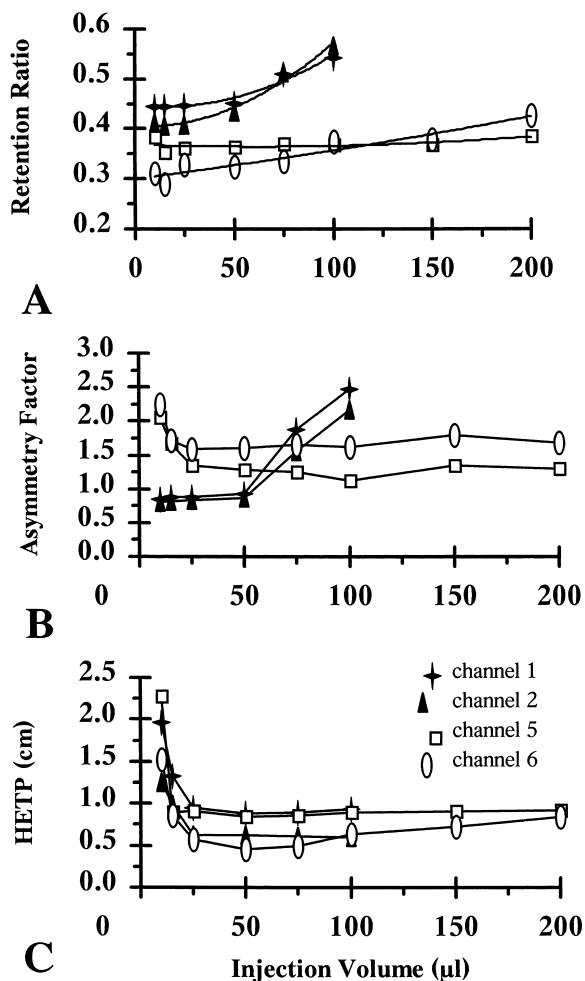 0.6
0.5
0.4
0.3
0.2
Retention Ratio
0 50 100 150 200
A
3.0
2.5
2.0
1.5
1.0
0.5
0.0
Asymmetry Factor
0 50 100 150 200
B
2.5
2.0
1.5
1.0
0.5
0.0
HETP (cm)
channel 1
channel 2
channel 5
channel 6
0 50 100 150 200
C
Injection Volume (µl)